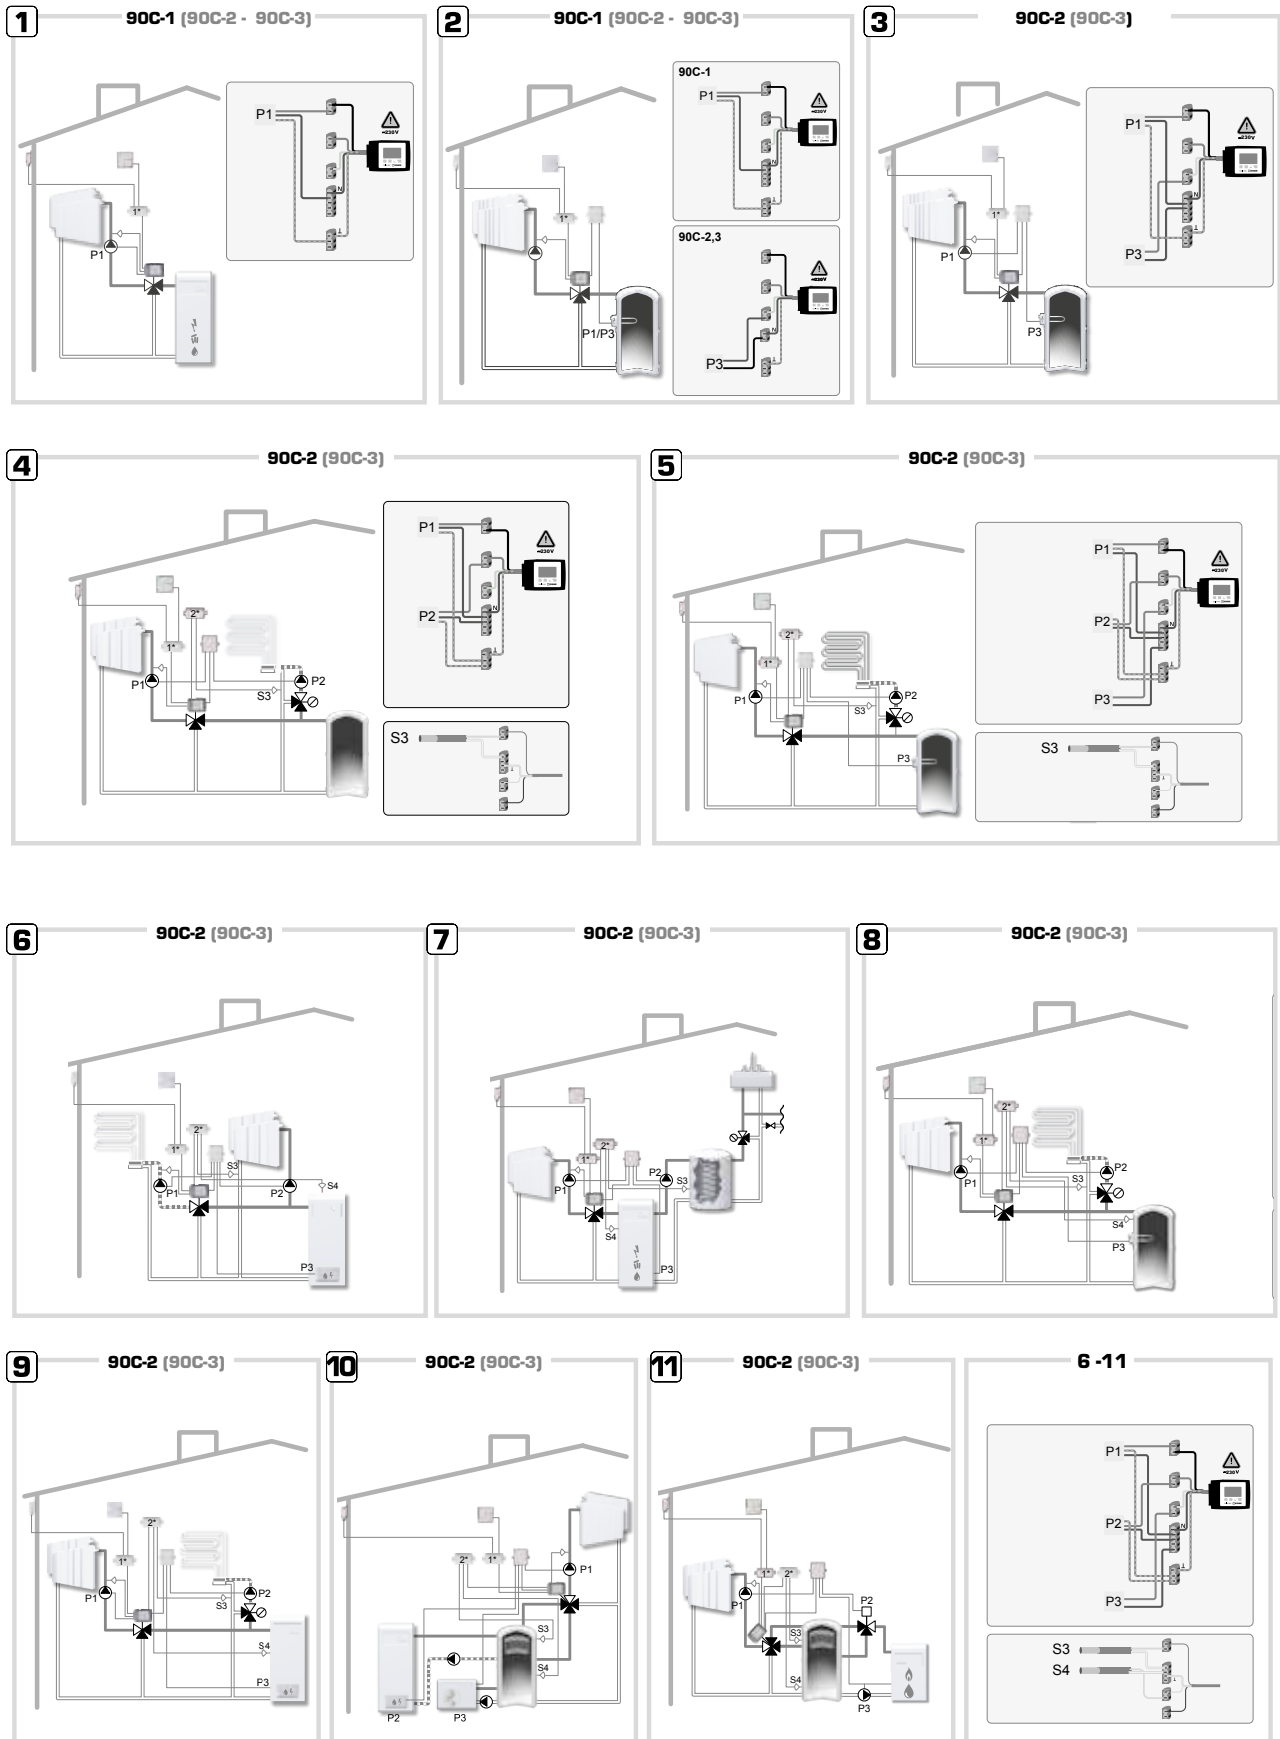 1 90C-1 (90C-2 - 90C-3)
P1
~230V
N
1*
P1
2 90C-1 (90C-2 - 90C-3)
90C-1
P1
~230V
N
90C-2,3
~230V
N
P3
1*
P1/P3
3 90C-2 (90C-3)
P1
~230V
N
P3
1*
P1
P3
4 90C-2 (90C-3)
P1
~230V
P2
N
S3
2*
1*
P1
P2
S3
5 90C-2 (90C-3)
P1
~230V
P2
N
P3
S3
2*
1*
P1
P2
S3
P3
6 90C-2 (90C-3)
2*
1*
S3
P1
P2
S4
P3
7 90C-2 (90C-3)
2*
1*
P1
P2
S3
S4
P3
8 90C-2 (90C-3)
2*
1*
P1
P2
S3
S4
P3
9 90C-2 (90C-3)
2*
1*
P1
P2
S3
S4
P3
10 90C-2 (90C-3)
2* 1*
P1
S3
S4
P2
P3
11 90C-2 (90C-3)
1* 2*
P1
P2
S3
S4
P3
6 -11
P1
~230V
P2
N
P3
S3
S4